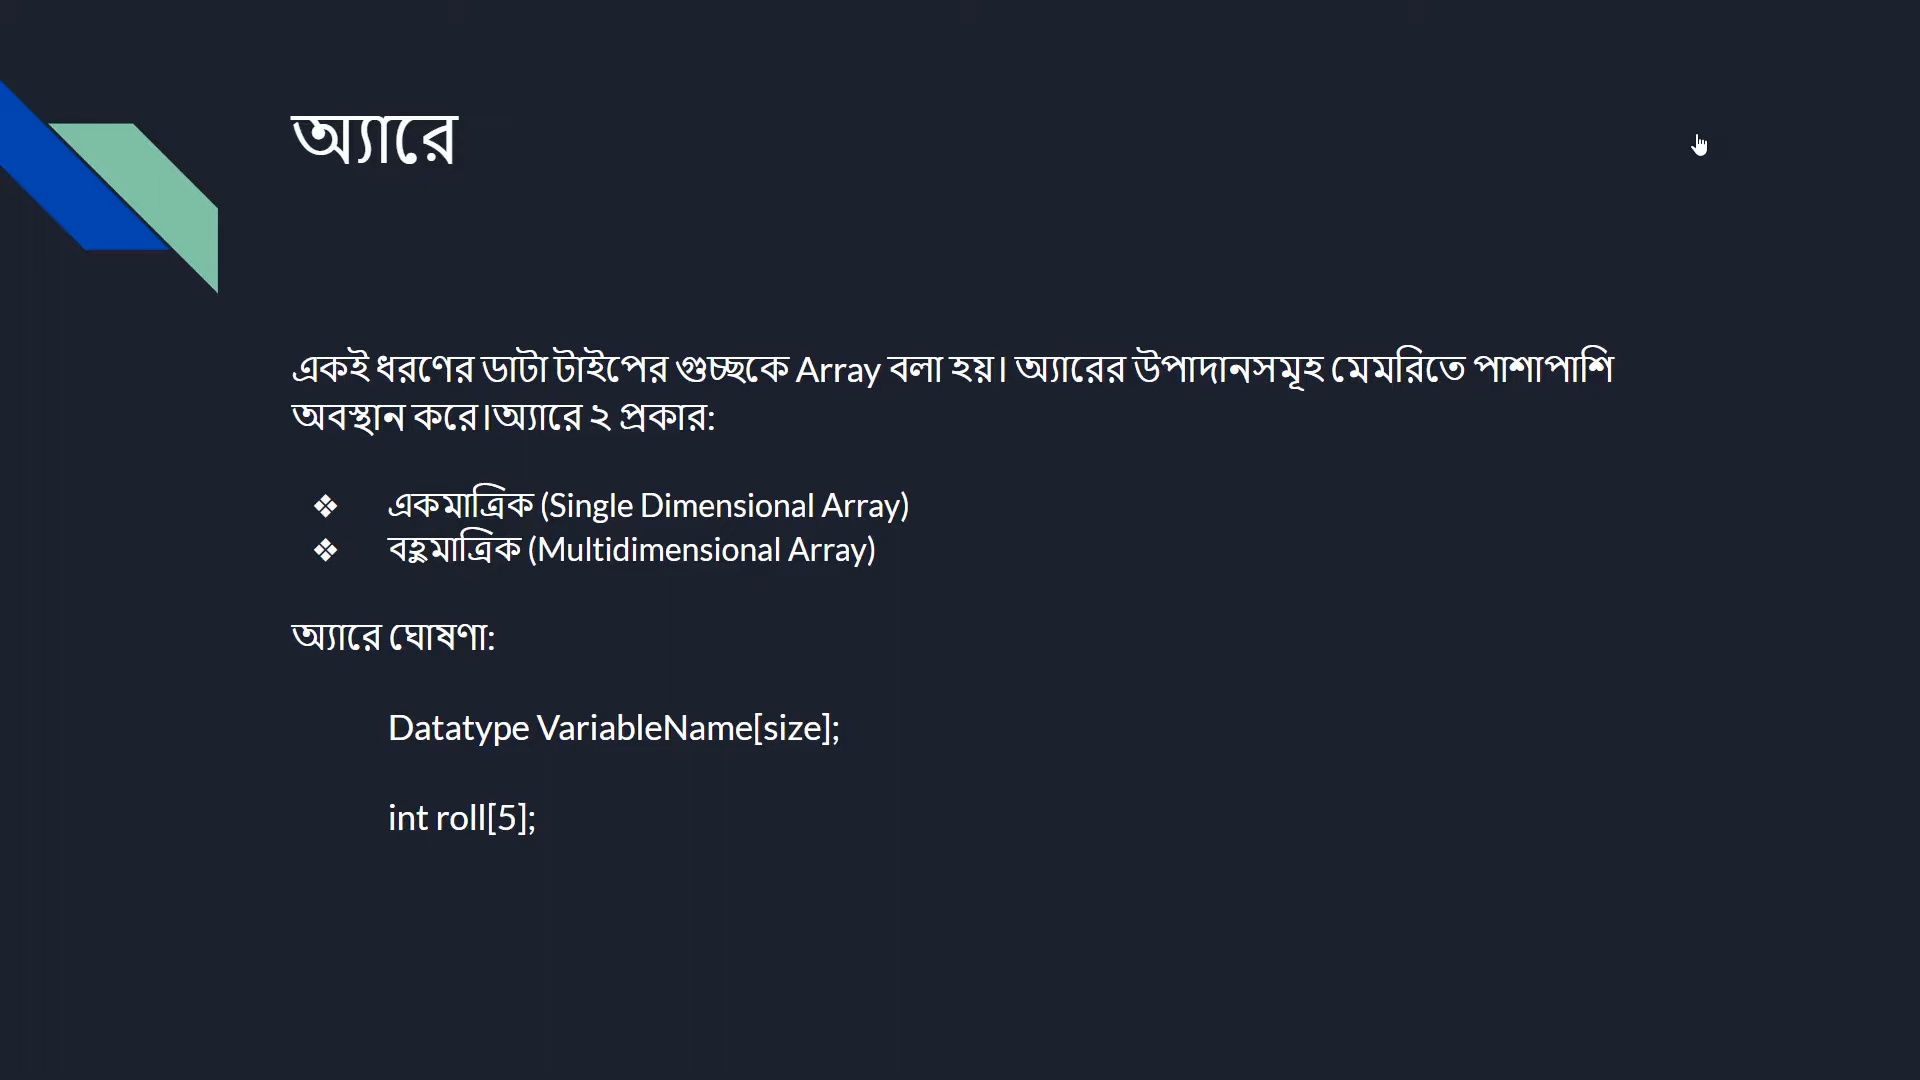 অ্যারে
একই ধরণের ডাটা টাইপের গুচ্ছকে Array বলা হয়। অ্যারের উপাদানসমূহ মেমরিতে পাশাপাশি
অবস্থান করে।অ্যারে ২ প্রকার:
❖ একমাত্রিক (Single Dimensional Array)
❖ বহুমাত্রিক (Multidimensional Array)
অ্যারে ঘোষণা:
Datatype VariableName[size];
int roll[5];